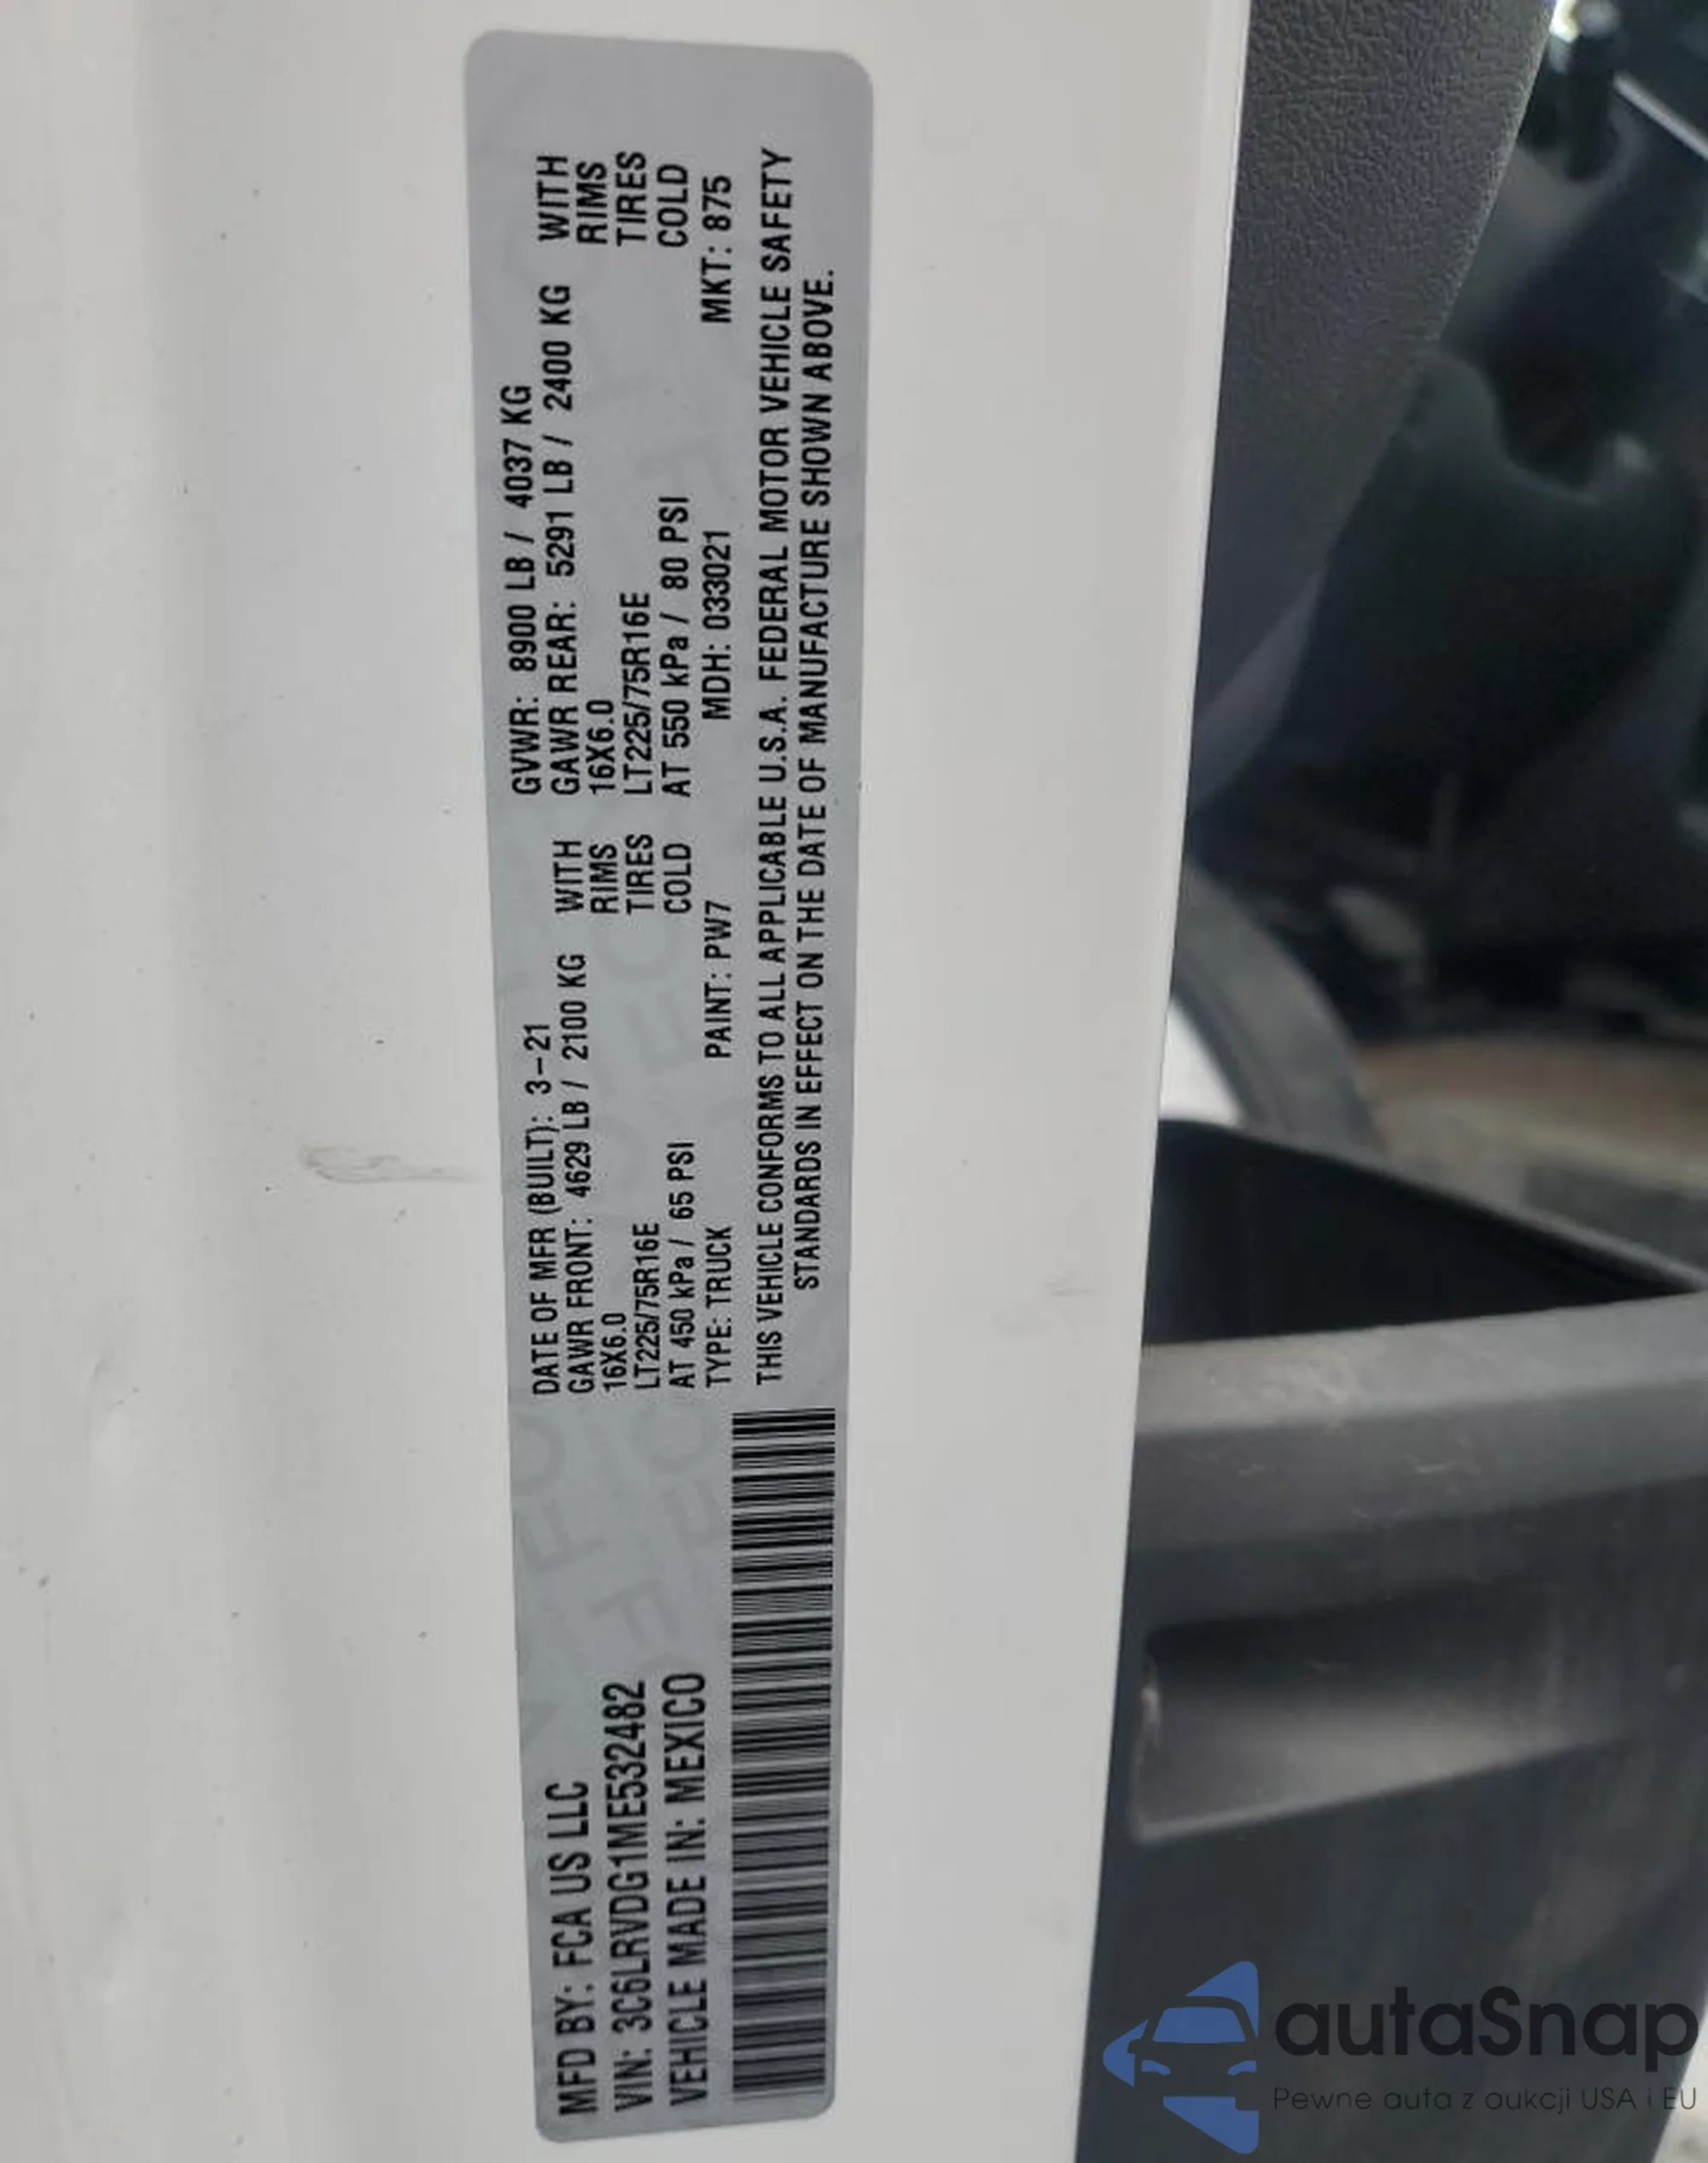 MFD BY: FCA US LLC
VIN: 3C6LRVDG1ME532482
VEHICLE MADE IN: MEXICO
DATE OF MFR (BUILT): 3-21
GVWR: 8900 LB / 4037 KG
GAWR FRONT: 4629 LB / 2100 KG WITH
GAWR REAR: 5291 LB / 2400 KG WITH
16X6.0 RIMS
16X6.0 RIMS
LT225/75R16E TIRES
LT225/75R16E TIRES
AT 450 kPa / 65 PSI COLD
AT 550 kPa / 80 PSI COLD
TYPE: TRUCK PAINT: PW7 MDH: 033021 MKT: 875
THIS VEHICLE CONFORMS TO ALL APPLICABLE U.S.A. FEDERAL MOTOR VEHICLE SAFETY
STANDARDS IN EFFECT ON THE DATE OF MANUFACTURE SHOWN ABOVE.
autaSnap
Pewne auta z aukcji USA i EU